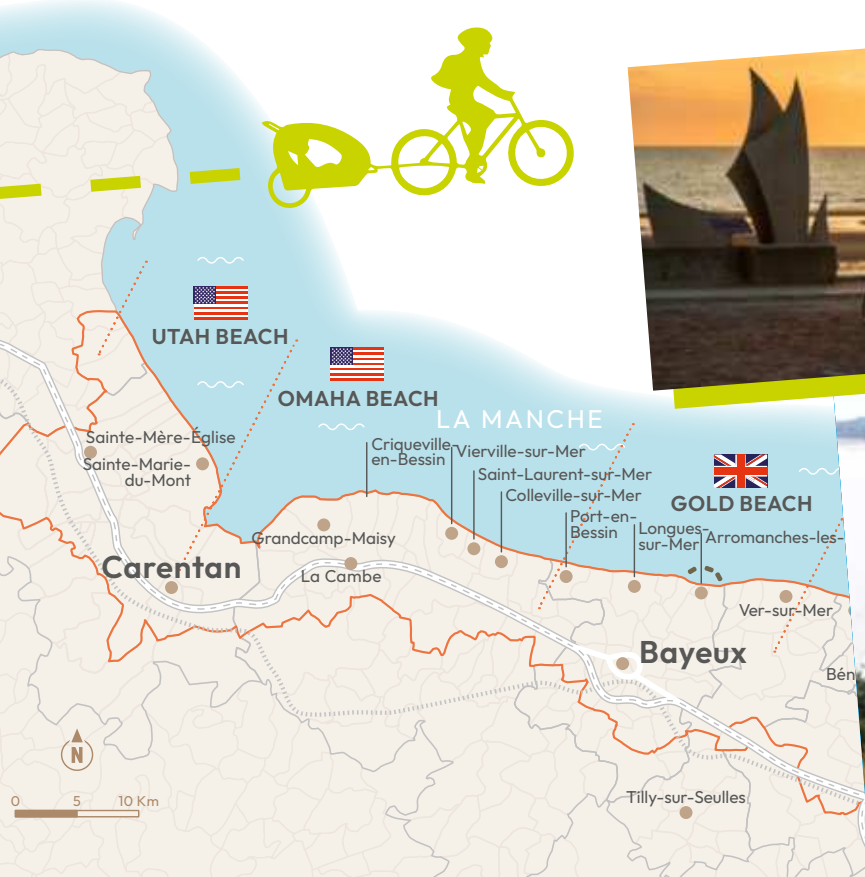 UTAH BEACH
OMAHA BEACH
LA MANCHE
Sainte-Mère-Église
Criqueville-
en-Bessin
Vierville-sur-Mer
Sainte-Marie-
du-Mont
Saint-Laurent-sur-Mer
Colleville-sur-Mer
GOLD BEACH
Port-en-
Bessin
Longues-
sur-Mer
Arromanches-les-
Grandcamp-Maisy
Carentan
La Cambe
Ver-sur-Mer
Bayeux
Bén
N
0 5 10 Km
Tilly-sur-Seulles